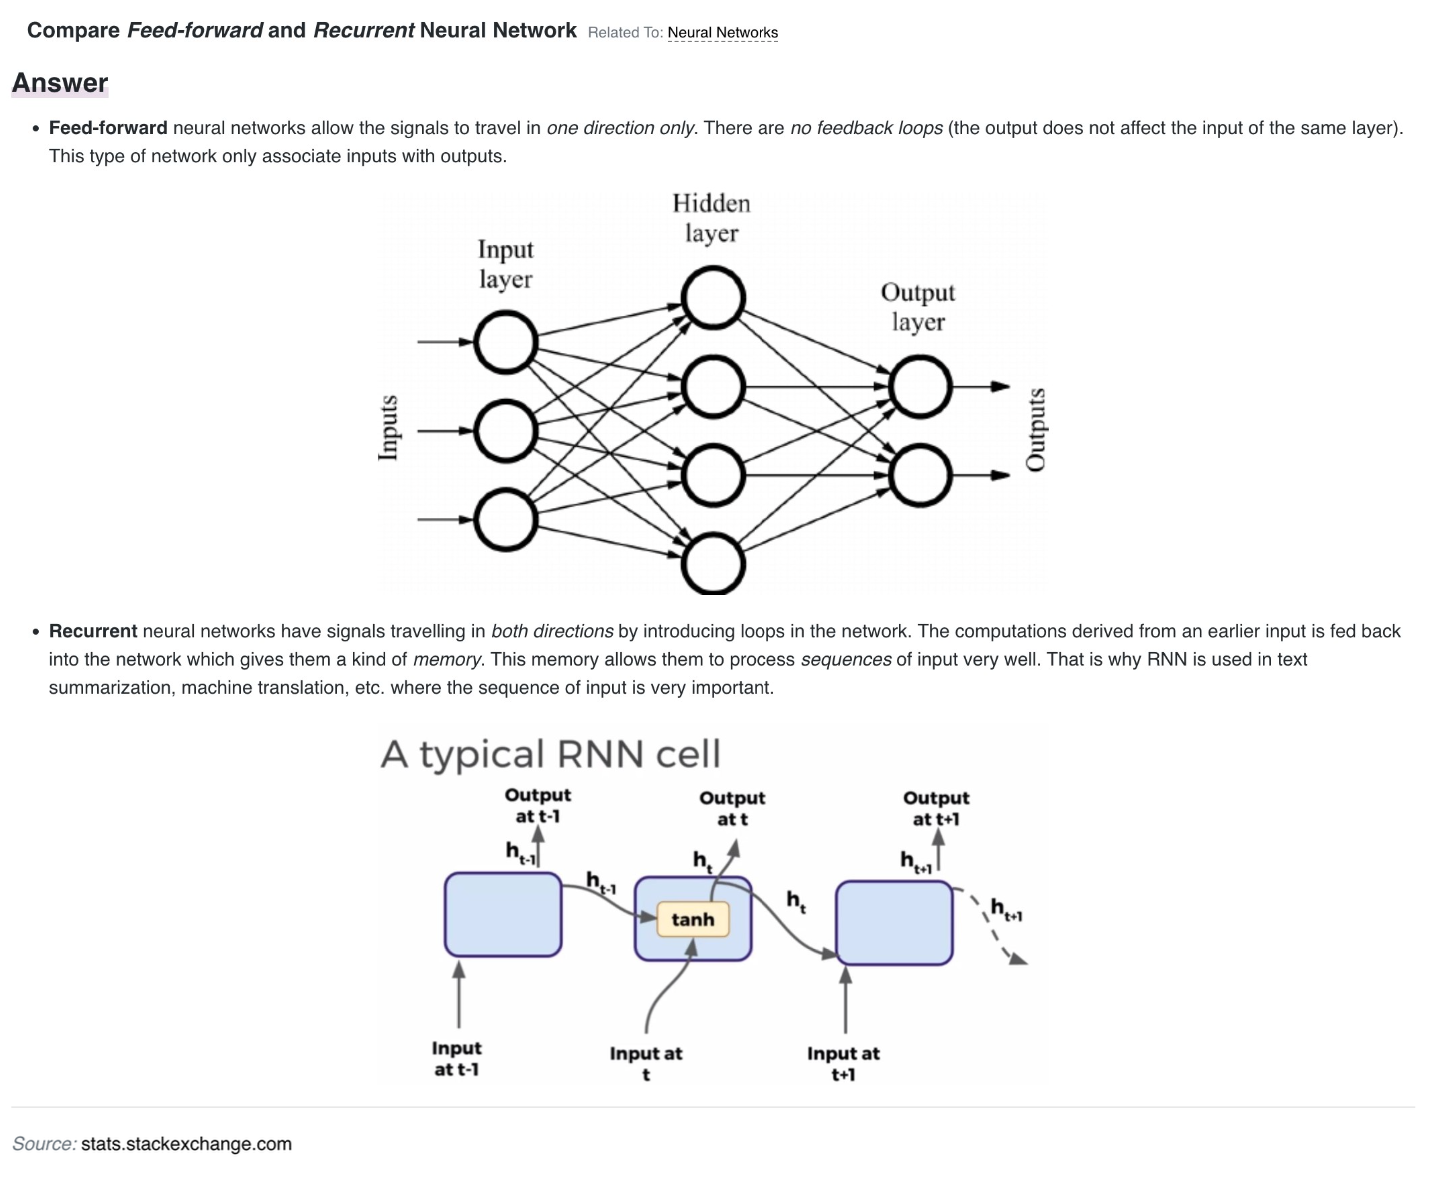 Compare Feed-forward and Recurrent Neural Network Related To: Neural Networks
Answer
• Feed-forward neural networks allow the signals to travel in one direction only. There are no feedback loops (the output does not affect the input of the same layer).
This type of network only associate inputs with outputs.
Hidden
layer
Input
layer
Output
layer
Inputs
Outputs
• Recurrent neural networks have signals travelling in both directions by introducing loops in the network. The computations derived from an earlier input is fed back
into the network which gives them a kind of memory. This memory allows them to process sequences of input very well. That is why RNN is used in text
summarization, machine translation, etc. where the sequence of input is very important.
A typical RNN cell
Output
at t-1
Output
at t
Output
at t+1
ht-1
ht-1
ht
tanh
ht
ht+1
ht+1
Input
at t-1
Input at
t
Input at
t+1
Source: stats.stackexchange.com